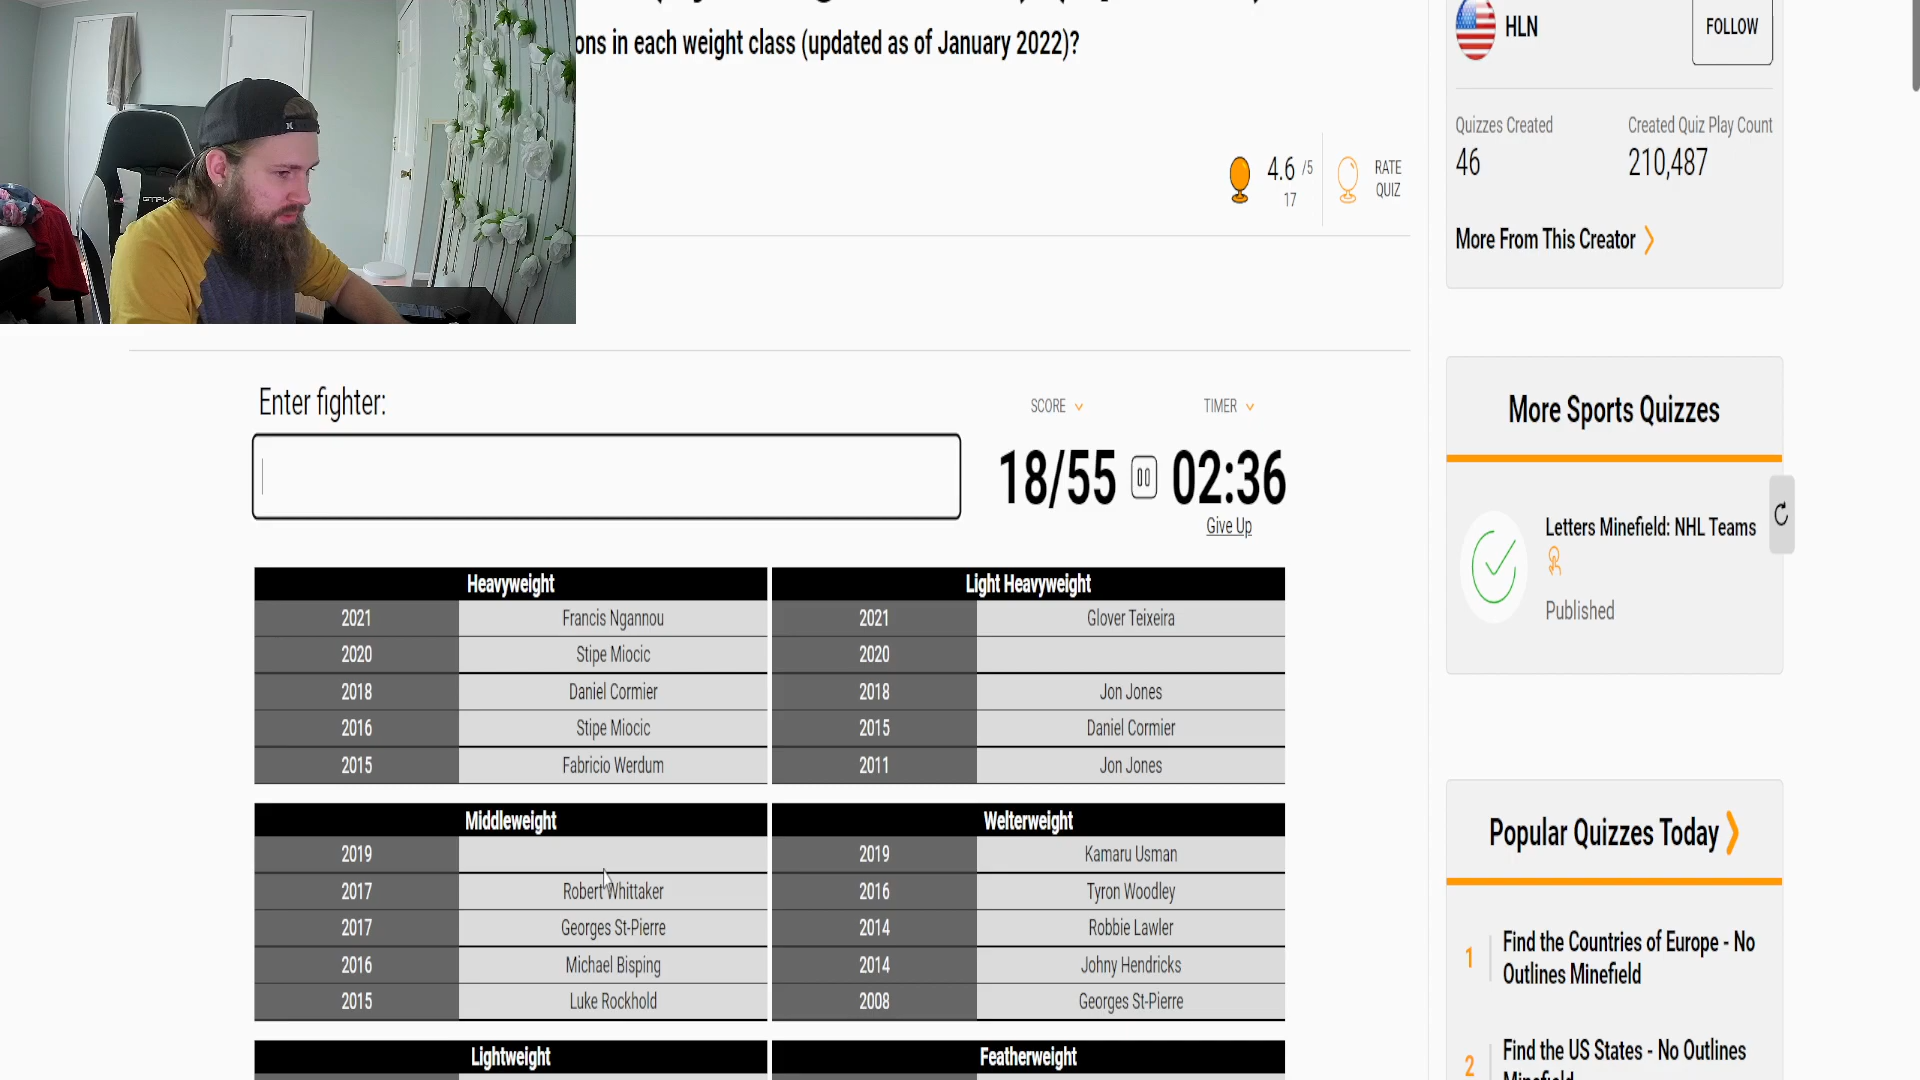 ons in each weight class (updated as of January 2022)?
HLN
FOLLOW
Quizzes Created
Created Quiz Play Count
46
210,487
4.6 /5
17
RATE
QUIZ
More From This Creator
Enter fighter:
SCORE
TIMER
18/55
02:36
Give Up
More Sports Quizzes
Letters Minefield: NHL Teams
Published
Heavyweight
2021 Francis Ngannou
2020 Stipe Miocic
2018 Daniel Cormier
2016 Stipe Miocic
2015 Fabricio Werdum
Light Heavyweight
2021 Glover Teixeira
2020
2018 Jon Jones
2015 Daniel Cormier
2011 Jon Jones
Middleweight
2019
2017 Robert Whittaker
2017 Georges St-Pierre
2016 Michael Bisping
2015 Luke Rockhold
Welterweight
2019 Kamaru Usman
2016 Tyron Woodley
2014 Robbie Lawler
2014 Johny Hendricks
2008 Georges St-Pierre
Lightweight
Featherweight
Popular Quizzes Today
1 Find the Countries of Europe - No
Outlines Minefield
2 Find the US States - No Outlines
Minefield